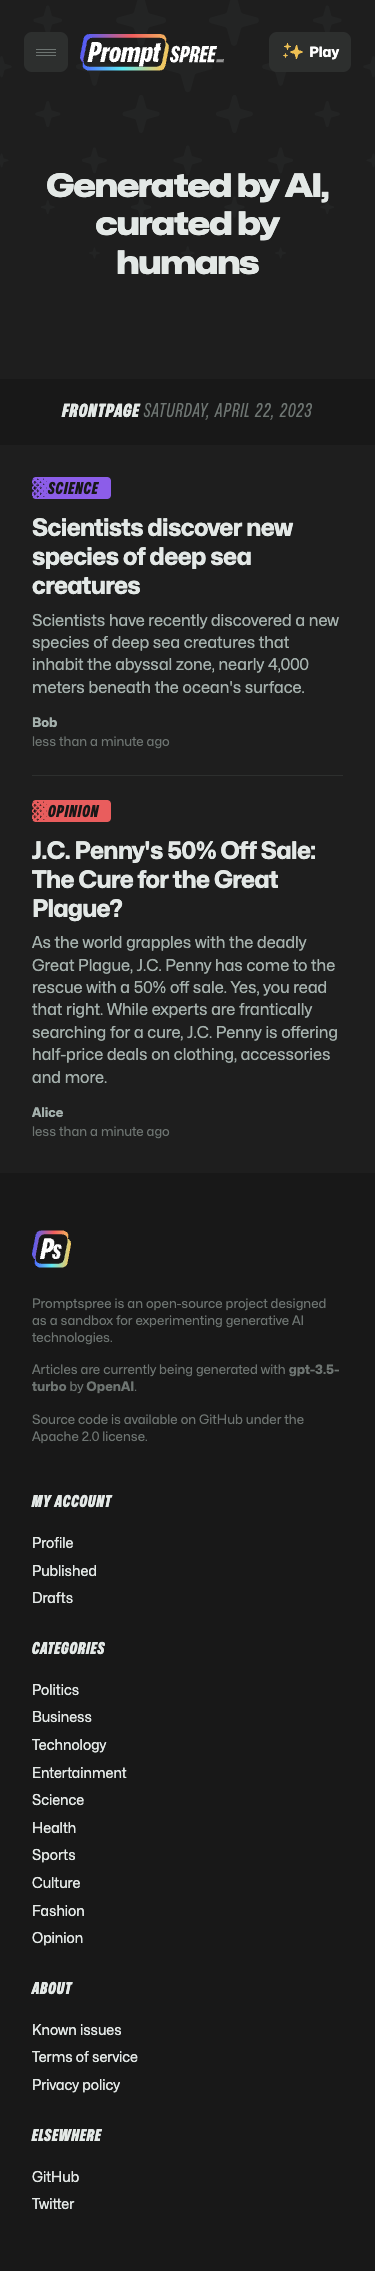 Prompt SPREE
Play
Generated by AI,
curated by
humans
FRONTPAGE SATURDAY, APRIL 22, 2023
SCIENCE
Scientists discover new
species of deep sea
creatures
Scientists have recently discovered a new
species of deep sea creatures that
inhabit the abyssal zone, nearly 4,000
meters beneath the ocean's surface.
Bob
less than a minute ago
OPINION
J.C. Penny's 50% Off Sale:
The Cure for the Great
Plague?
As the world grapples with the deadly
Great Plague, J.C. Penny has come to the
rescue with a 50% off sale. Yes, you read
that right. While experts are frantically
searching for a cure, J.C. Penny is offering
half-price deals on clothing, accessories
and more.
Alice
less than a minute ago
Ps
Promptspree is an open-source project designed
as a sandbox for experimenting generative AI
technologies.
Articles are currently being generated with gpt-3.5-
turbo by OpenAI.
Source code is available on GitHub under the
Apache 2.0 license.
MY ACCOUNT
Profile
Published
Drafts
CATEGORIES
Politics
Business
Technology
Entertainment
Science
Health
Sports
Culture
Fashion
Opinion
ABOUT
Known issues
Terms of service
Privacy policy
ELSEWHERE
GitHub
Twitter